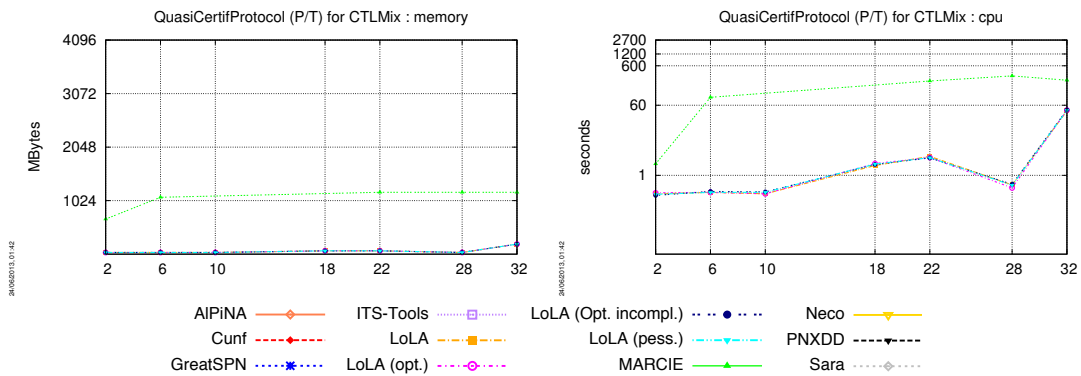 QuasiCertifProtocol (P/T) for CTLMix : memory
4096
3072
2048
1024
MBytes
2 6 10 18 22 28 32
24/06/2013, 01:42
QuasiCertifProtocol (P/T) for CTLMix : cpu
2700
1200
600
60
1
seconds
2 6 10 18 22 28 32
24/06/2013, 01:42
AlPiNA ITS-Tools LoLA (Opt. incompl.) Neco
Cunf LoLA LoLA (pess.) PNXDD
GreatSPN LoLA (opt.) MARCIE Sara